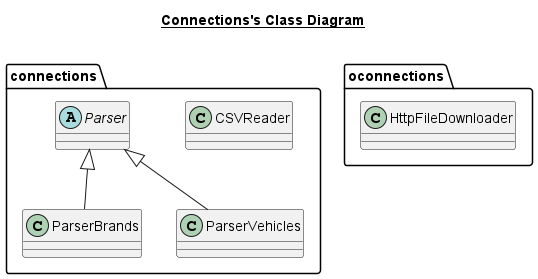 Connections's Class Diagram
connections
oconnections
A Parser
C CSVReader
C HttpFileDownloader
C ParserBrands
C ParserVehicles